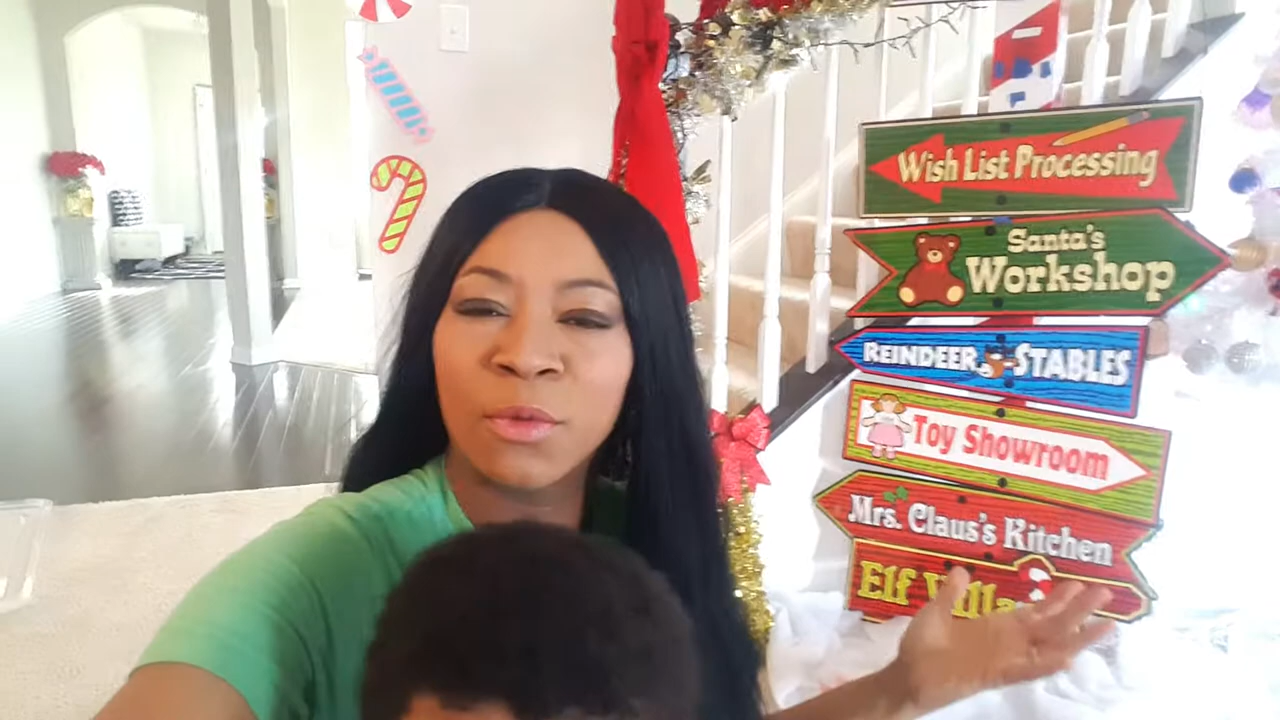 Wish List Processing
Santa's
Workshop
REINDEER STABLES
Toy Showroom
Mrs. Claus's Kitchen
Elf